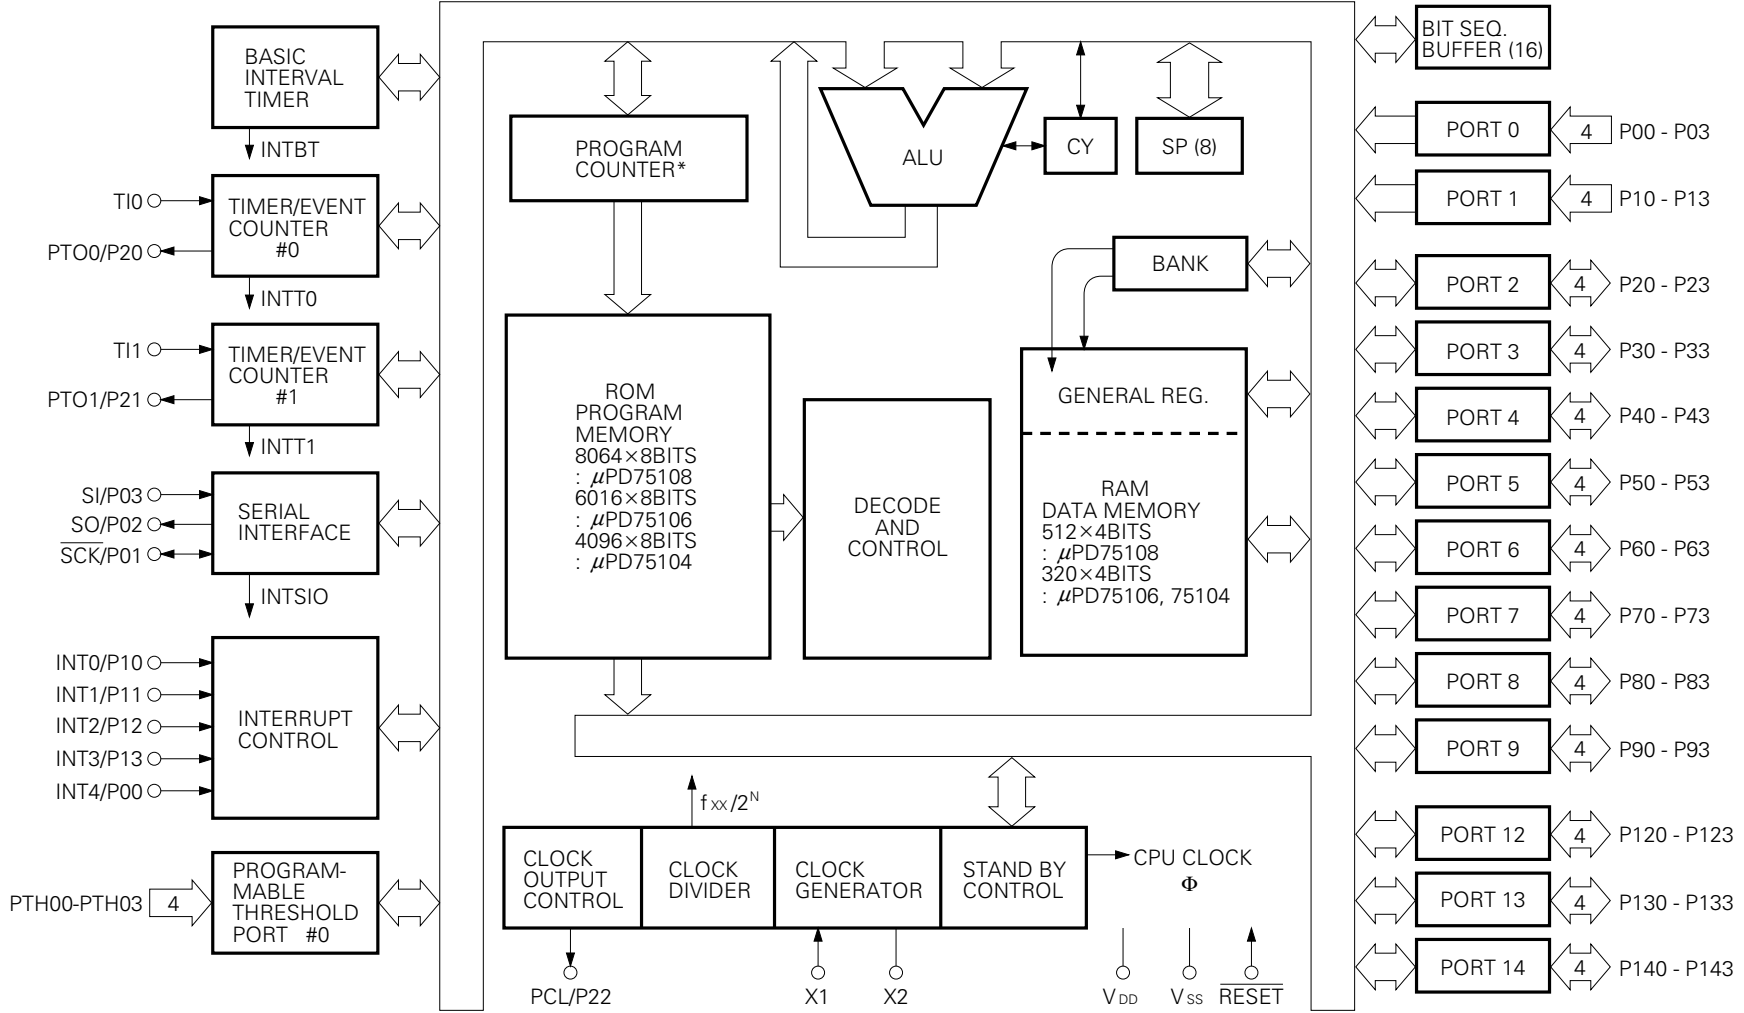 BASIC
INTERVAL
TIMER
INTBT
TI0
PTO0/P20
TIMER/EVENT
COUNTER
#0
INTT0
TI1
PTO1/P21
TIMER/EVENT
COUNTER
#1
INTT1
SI/P03
SO/P02
SCK/P01
SERIAL
INTERFACE
INTSIO
INT0/P10
INT1/P11
INT2/P12
INT3/P13
INT4/P00
INTERRUPT
CONTROL
PTH00-PTH03
4
PROGRAM-
MABLE
THRESHOLD
PORT #0
PROGRAM
COUNTER*
ALU
CY
SP (8)
BANK
ROM
PROGRAM
MEMORY
8064×8BITS
: μPD75108
6016×8BITS
: μPD75106
4096×8BITS
: μPD75104
DECODE
AND
CONTROL
GENERAL REG.
RAM
DATA MEMORY
512×4BITS
: μPD75108
320×4BITS
: μPD75106, 75104
fxx/2^N
CLOCK
OUTPUT
CONTROL
CLOCK
DIVIDER
CLOCK
GENERATOR
STAND BY
CONTROL
CPU CLOCK
Φ
PCL/P22
X1
X2
VDD
VSS
RESET
BIT SEQ.
BUFFER (16)
PORT 0
4
P00 - P03
PORT 1
4
P10 - P13
PORT 2
4
P20 - P23
PORT 3
4
P30 - P33
PORT 4
4
P40 - P43
PORT 5
4
P50 - P53
PORT 6
4
P60 - P63
PORT 7
4
P70 - P73
PORT 8
4
P80 - P83
PORT 9
4
P90 - P93
PORT 12
4
P120 - P123
PORT 13
4
P130 - P133
PORT 14
4
P140 - P143